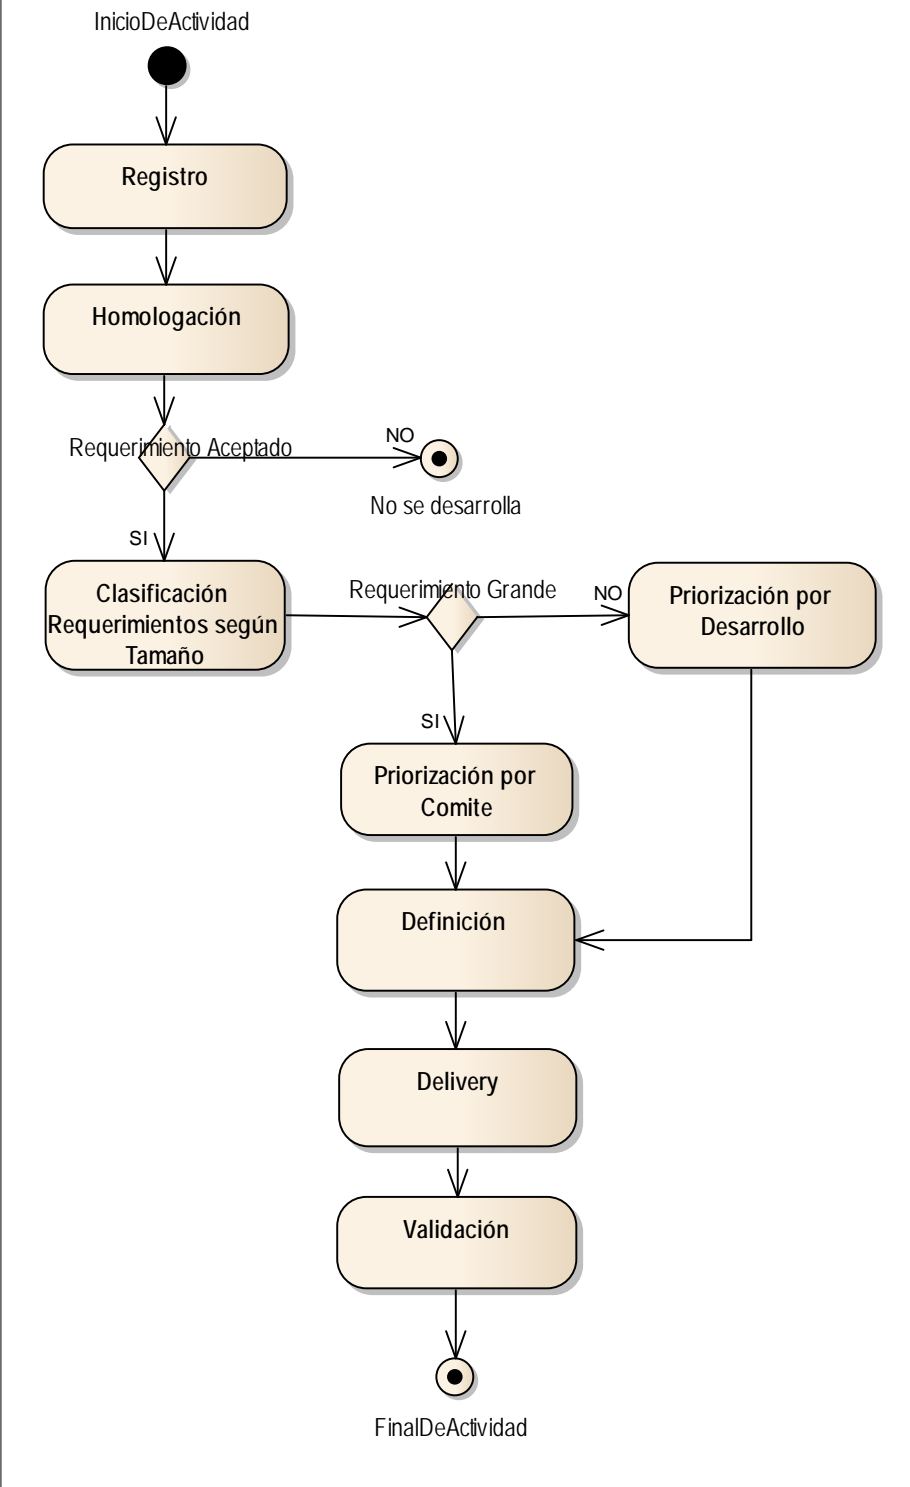 InicioDeActividad
Registro
Homologación
Requerimiento Aceptado
NO
No se desarrolla
SI
Clasificación
Requerimientos según
Tamaño
Requerimiento Grande
NO
Priorización por
Desarrollo
SI
Priorización por
Comite
Definición
Delivery
Validación
FinalDeActividad